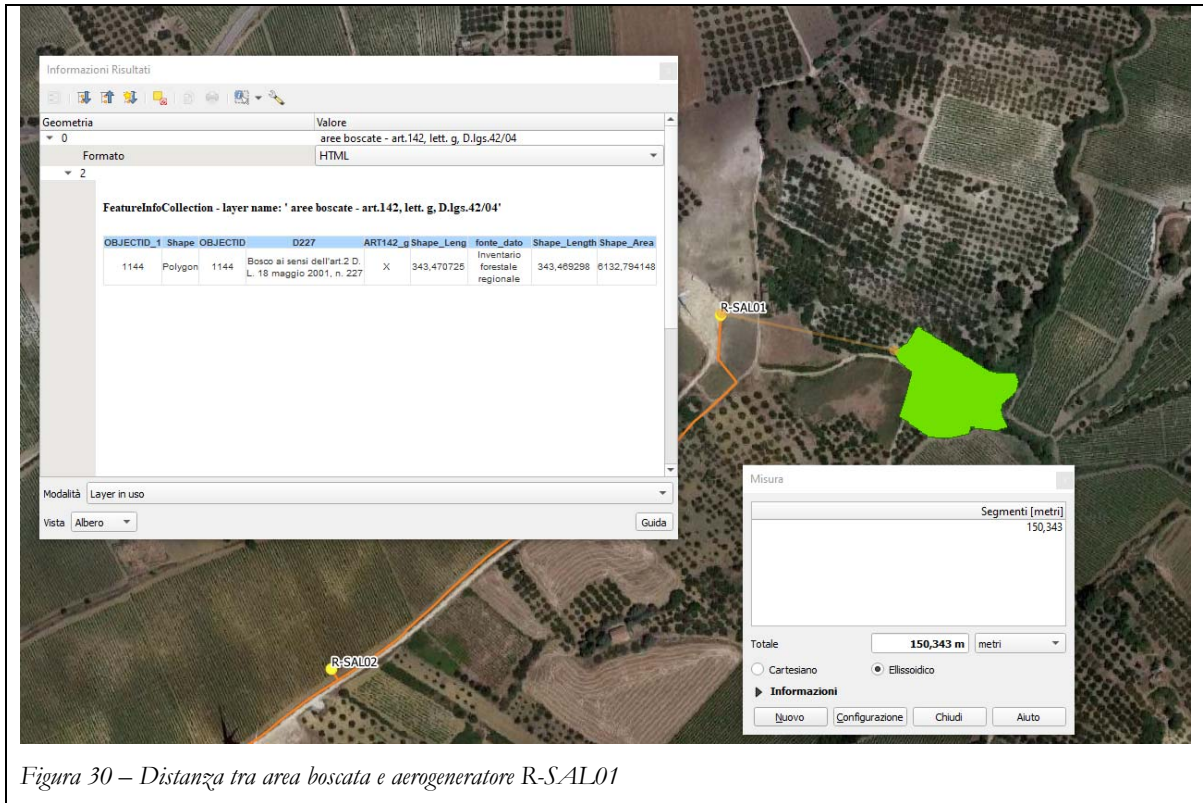 Informazioni Risultati
Geometria Valore
0 aree boscate - art.142, lett. g, D.lgs.42/04
Formato HTML
2
FeatureInfoCollection - layer name: ' aree boscate - art.142, lett. g, D.lgs.42/04'
OBJECTID_1 Shape OBJECTID D227 ART142_g Shape_Leng fonte_dato Shape_Length Shape_Area
1144 Polygon 1144 Bosco ai sensi dell'art.2 D. L. 18 maggio 2001, n. 227 X 343,470725 Inventario forestale regionale 343,469298 6132,794148
Modalità Layer in uso
Vista Albero Guida
R-SAL01
R-SAL02
Misura
Segmenti [metri]
150,343
Totale 150,343 m metri
Cartesiano Ellissoidico
Informazioni
Nuovo Configurazione Chiudi Aiuto
Figura 30 – Distanza tra area boscata e aerogeneratore R-SAL01